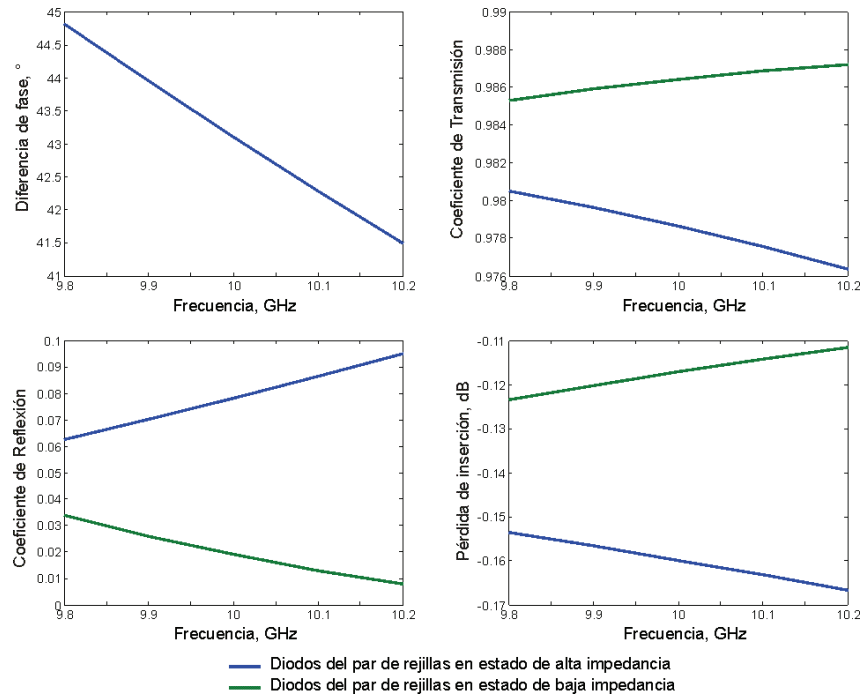 Diferencia de fase, °
45
44.5
44
43.5
43
42.5
42
41.5
41
9.8 9.9 10 10.1 10.2
Frecuencia, GHz
Coeficiente de Transmisión
0.99
0.988
0.986
0.984
0.982
0.98
0.978
0.976
9.8 9.9 10 10.1 10.2
Frecuencia, GHz
Coeficiente de Reflexión
0.1
0.09
0.08
0.07
0.06
0.05
0.04
0.03
0.02
0.01
0
9.8 9.9 10 10.1 10.2
Frecuencia, GHz
Pérdida de inserción, dB
-0.11
-0.12
-0.13
-0.15
-0.16
-0.17
9.8 9.9 10 10.1 10.2
Frecuencia, GHz
Diodos del par de rejillas en estado de alta impedancia
Diodos del par de rejillas en estado de baja impedancia